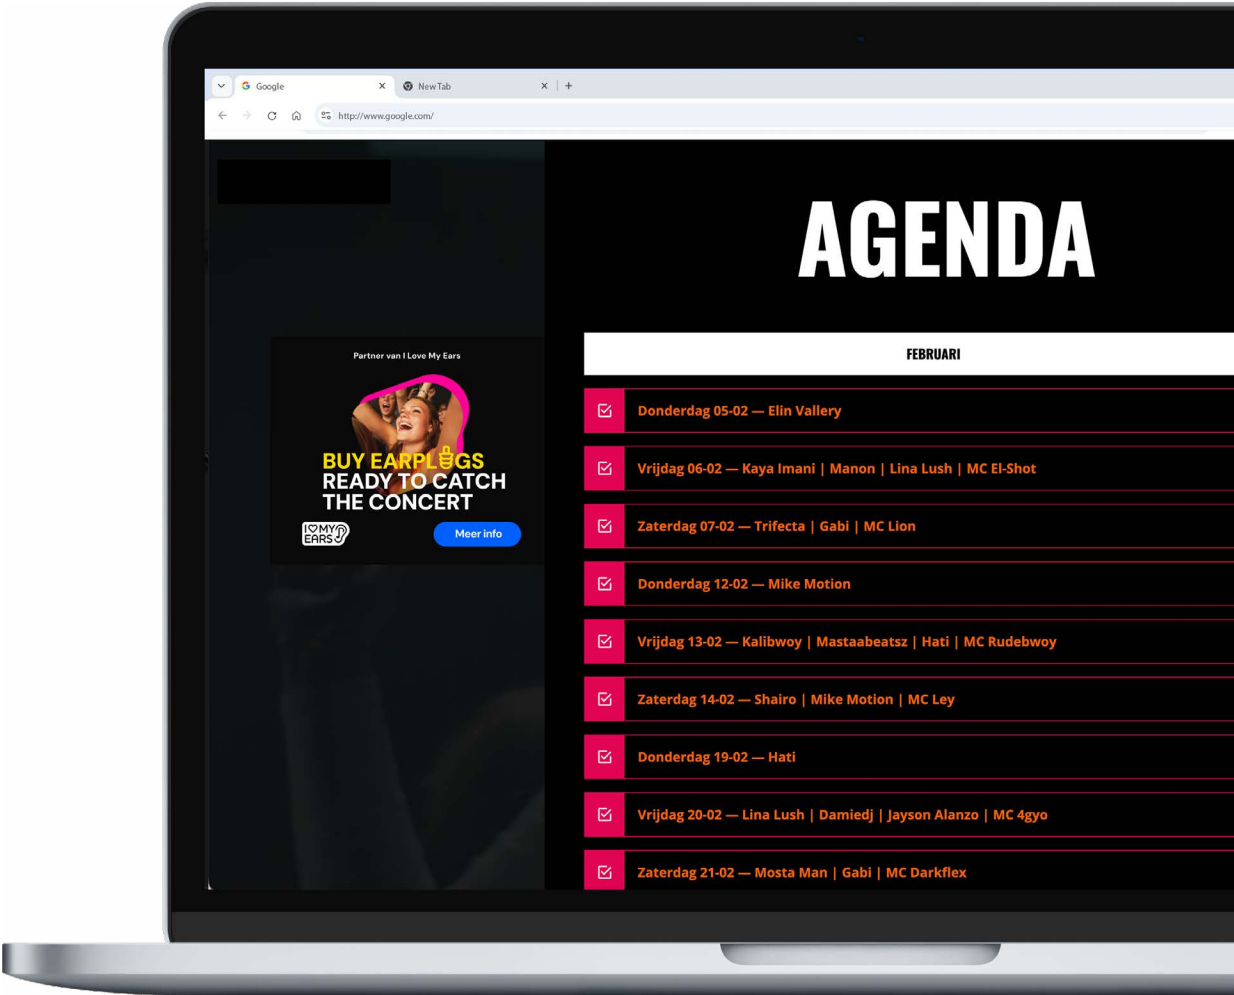 Google
New Tab
http://www.google.com/
AGENDA
FEBRUARI
Partner van I Love My Ears
BUY EARPLUGS
READY TO CATCH
THE CONCERT
I MY
EARS
Meer info
Donderdag 05-02 — Elin Vallery
Vrijdag 06-02 — Kaya Imani | Manon | Lina Lush | MC El-Shot
Zaterdag 07-02 — Trifecta | Gabi | MC Lion
Donderdag 12-02 — Mike Motion
Vrijdag 13-02 — Kalibwoy | Mastaabeatsz | Hati | MC Rudebwoy
Zaterdag 14-02 — Shairo | Mike Motion | MC Ley
Donderdag 19-02 — Hati
Vrijdag 20-02 — Lina Lush | Damiedj | Jayson Alanzo | MC 4gyo
Zaterdag 21-02 — Mosta Man | Gabi | MC Darkflex